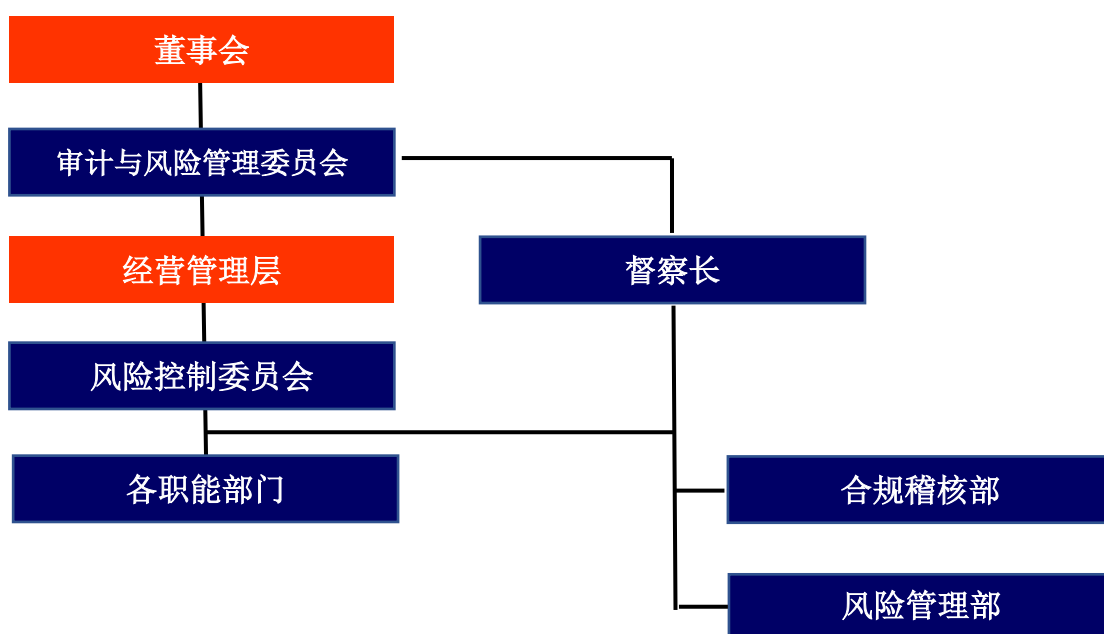 董事会
审计与风险管理委员会
经营管理层
督察长
风险控制委员会
各职能部门
合规稽核部
风险管理部